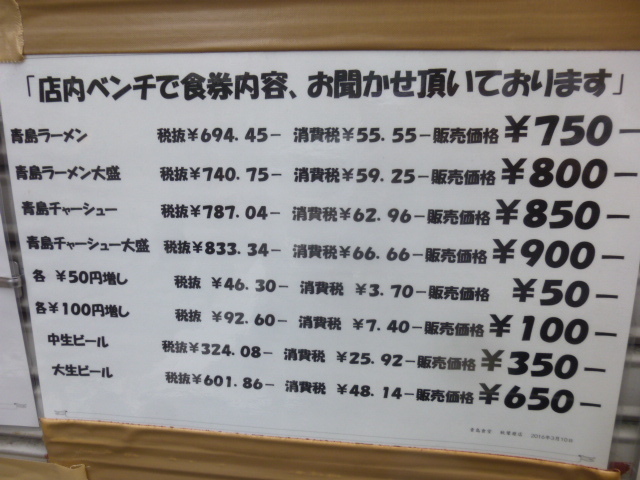 「店内ベンチで食券内容、お聞かせ頂いております」
青島ラーメン 税抜¥694.45− 消費税¥55.55−販売価格¥750−
青島ラーメン大盛 税抜¥740.75− 消費税¥59.25−販売価格¥800−
青島チャーシュー 税抜¥787.04− 消費税¥62.96−販売価格¥850−
青島チャーシュー大盛 税抜¥833.34− 消費税¥66.66−販売価格¥900−
各 ¥50円増し 税抜 ¥46.30− 消費税 ¥3.70−販売価格 ¥50−
各¥100円増し 税抜 ¥92.60− 消費税 ¥7.40−販売価格 ¥100−
中生ビール 税抜¥324.08− 消費税 ¥25.92−販売価格¥350−
大生ビール 税抜¥601.86− 消費税 ¥48.14−販売価格¥650−
青島食堂